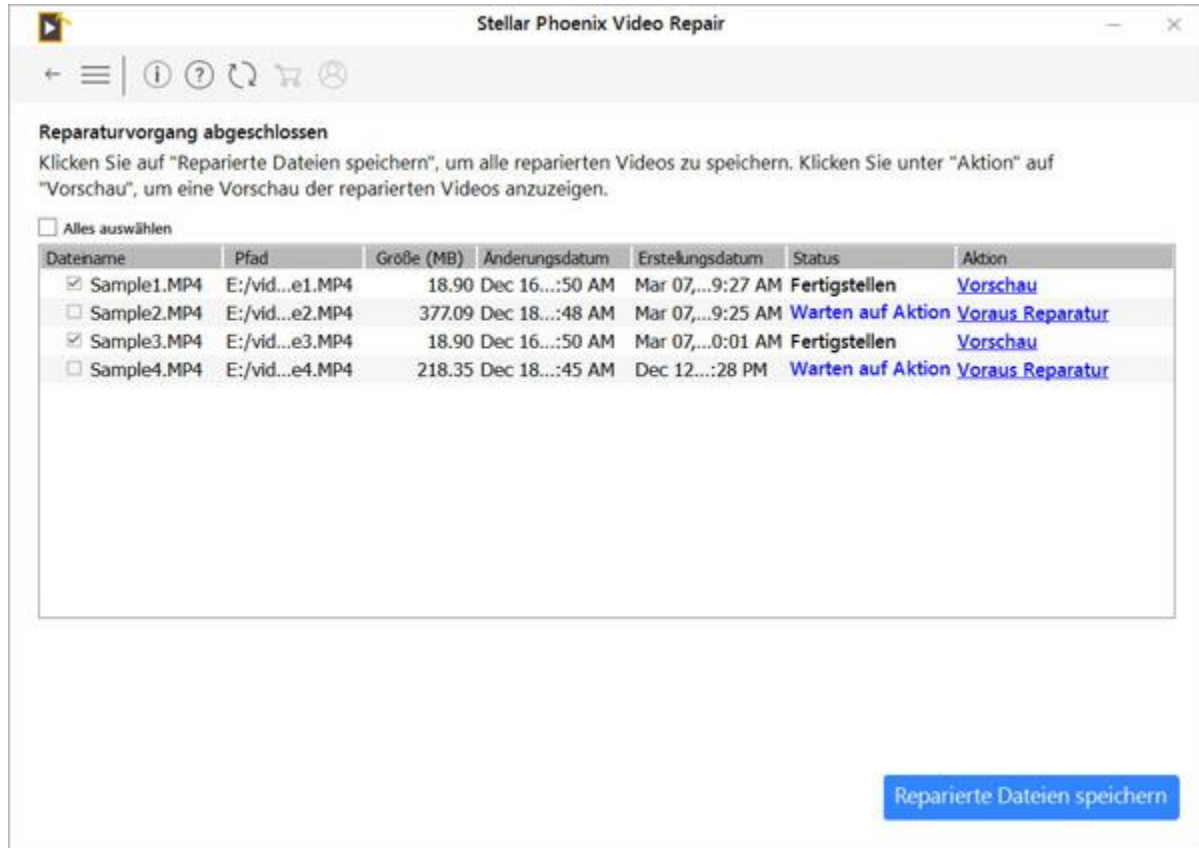 Stellar Phoenix Video Repair
Reparaturvorgang abgeschlossen
Klicken Sie auf "Reparierte Dateien speichern", um alle reparierten Videos zu speichern. Klicken Sie unter "Aktion" auf
"Vorschau", um eine Vorschau der reparierten Videos anzuzeigen.
Alles auswählen
Dateiname Pfad Größe (MB) Änderungsdatum Erstellungsdatum Status Aktion
Sample1.MP4 E:/vid...e1.MP4 18.90 Dec 16...:50 AM Mar 07,...9:27 AM Fertigstellen Vorschau
Sample2.MP4 E:/vid...e2.MP4 377.09 Dec 18...:48 AM Mar 07,...9:25 AM Warten auf Aktion Voraus Reparatur
Sample3.MP4 E:/vid...e3.MP4 18.90 Dec 16...:50 AM Mar 07,...0:01 AM Fertigstellen Vorschau
Sample4.MP4 E:/vid...e4.MP4 218.35 Dec 18...:45 AM Dec 12...:28 PM Warten auf Aktion Voraus Reparatur
Reparierte Dateien speichern